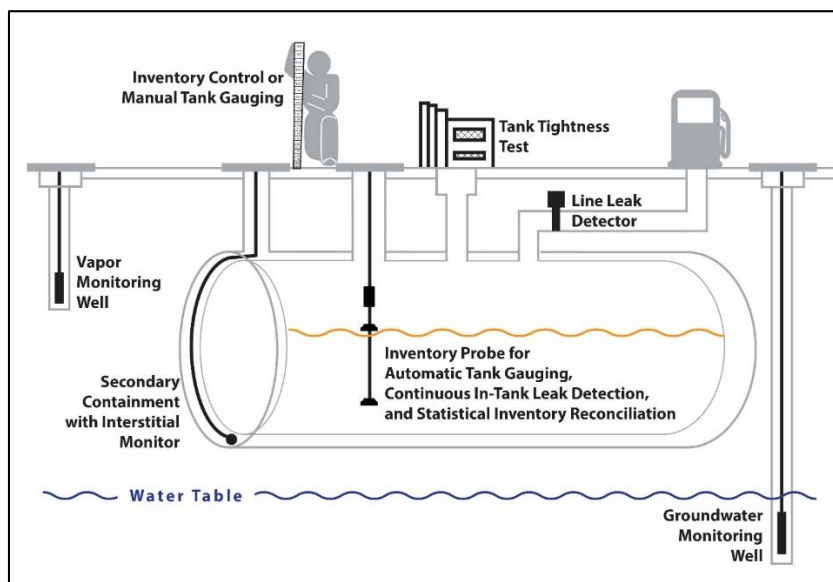 Inventory Control or
Manual Tank Gauging
Tank Tightness
Test
Line Leak
Detector
Vapor
Monitoring
Well
Inventory Probe for
Automatic Tank Gauging,
Continuous In-Tank Leak Detection,
and Statistical Inventory Reconciliation
Secondary
Containment
with Interstitial
Monitor
Water Table
Groundwater
Monitoring
Well